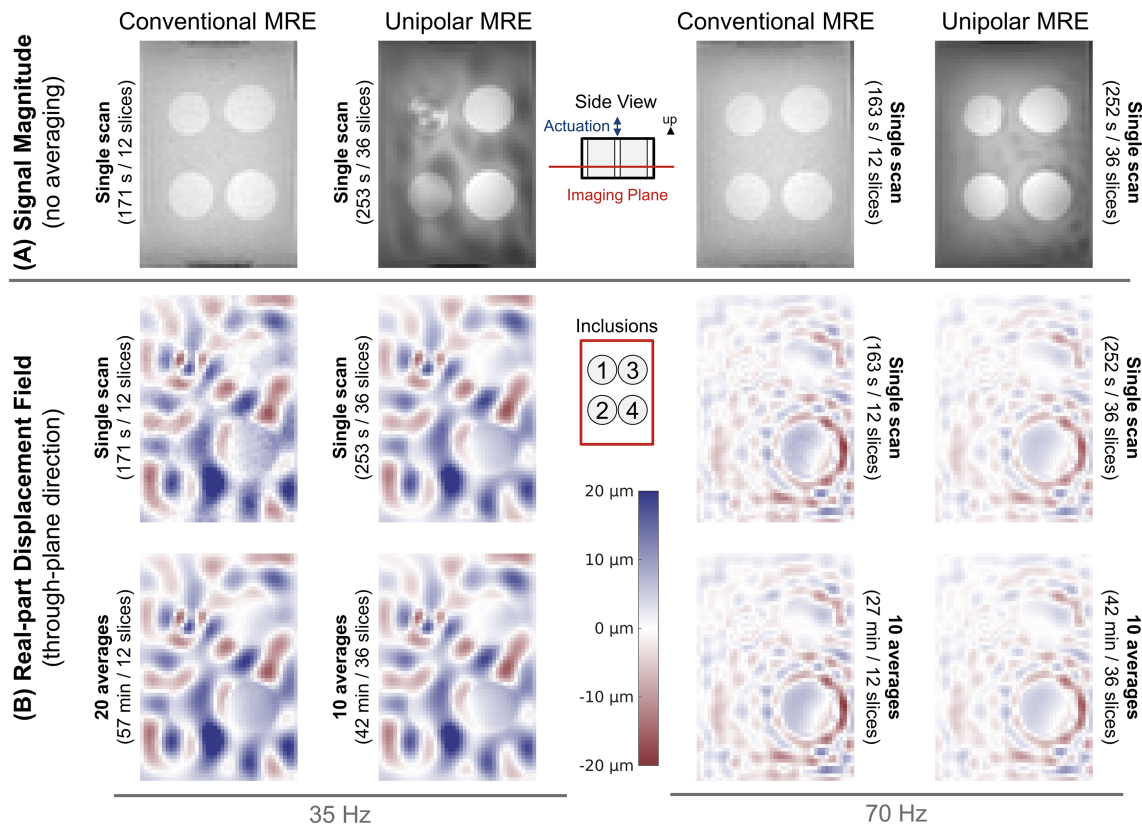 Conventional MRE
Unipolar MRE
Conventional MRE
Unipolar MRE
(A) Signal Magnitude
(no averaging)
Single scan
(171 s / 12 slices)
Single scan
(253 s / 36 slices)
Side View
Actuation
up
Imaging Plane
Single scan
(163 s / 12 slices)
Single scan
(252 s / 36 slices)
(B) Real-part Displacement Field
(through-plane direction)
Single scan
(171 s / 12 slices)
Single scan
(253 s / 36 slices)
Inclusions
1 3
2 4
Single scan
(163 s / 12 slices)
Single scan
(252 s / 36 slices)
20 µm
10 µm
0 µm
-10 µm
-20 µm
20 averages
(57 min / 12 slices)
10 averages
(42 min / 36 slices)
10 averages
(27 min / 12 slices)
10 averages
(42 min / 36 slices)
35 Hz
70 Hz